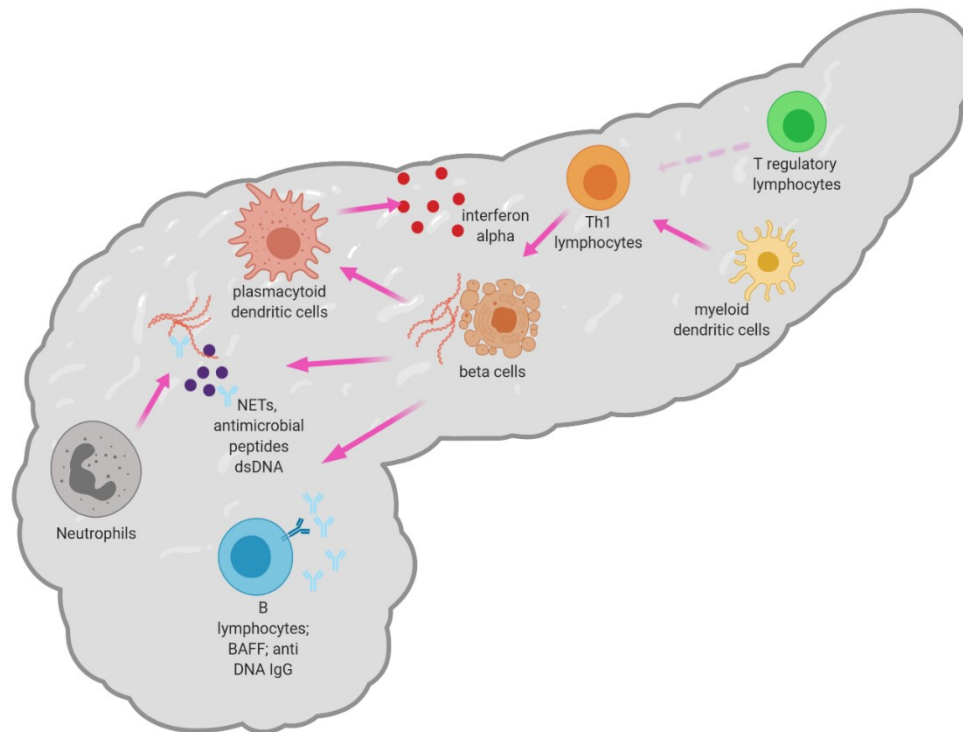 T regulatory
lymphocytes
interferon
alpha
Th1
lymphocytes
plasmacytoid
dendritic cells
myeloid
dendritic cells
beta cells
NETs,
antimicrobial
peptides
dsDNA
Neutrophils
B
lymphocytes;
BAFF; anti
DNA IgG